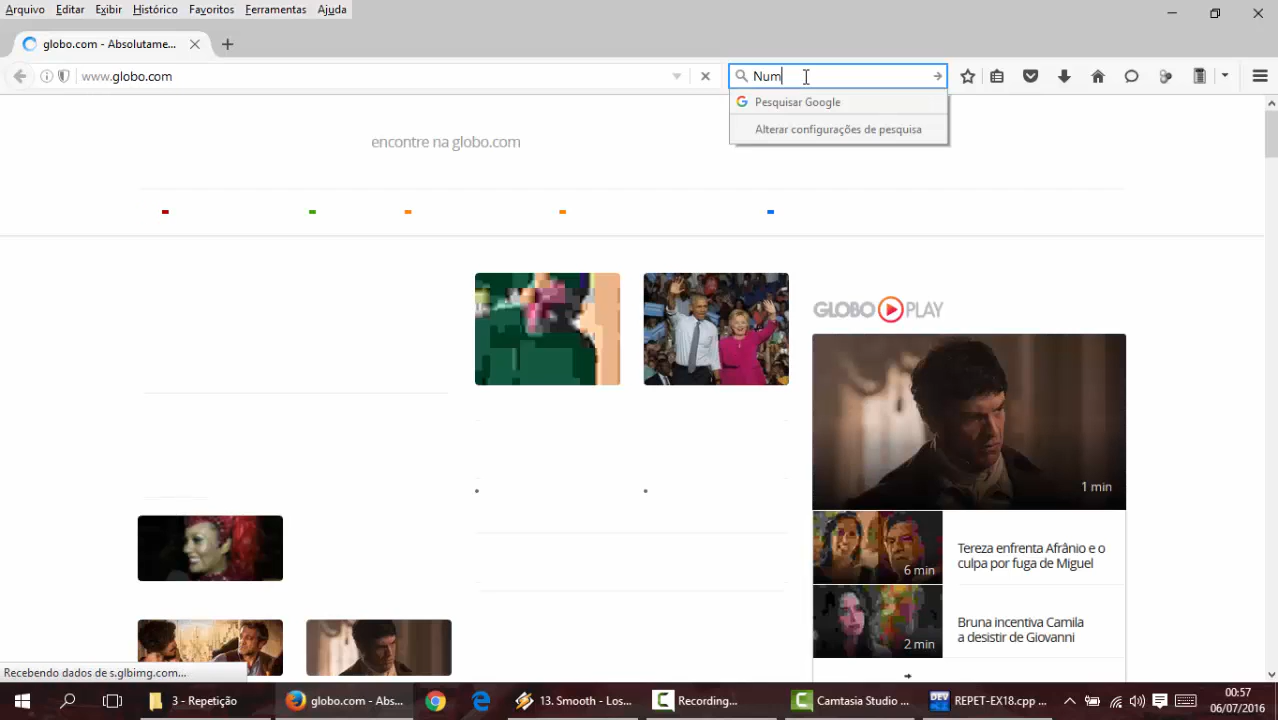 Arquivo Editar Exibir Histórico Favoritos Ferramentas Ajuda
globo.com - Absolutame...
www.globo.com
Num
Pesquisar Google
Alterar configurações de pesquisa
encontre na globo.com
GLOBO PLAY
1 min
6 min
Tereza enfrenta Afrânio e o
culpa por fuga de Miguel
2 min
Bruna incentiva Camila
a desistir de Giovanni
Recebendo dados de s.glbimg.com...
3 - Repetição
globo.com - Abso...
13. Smooth - Los...
Recording...
Camtasia Studio ...
DEV
REPET-EX18.cpp ...
00:57
06/07/2016